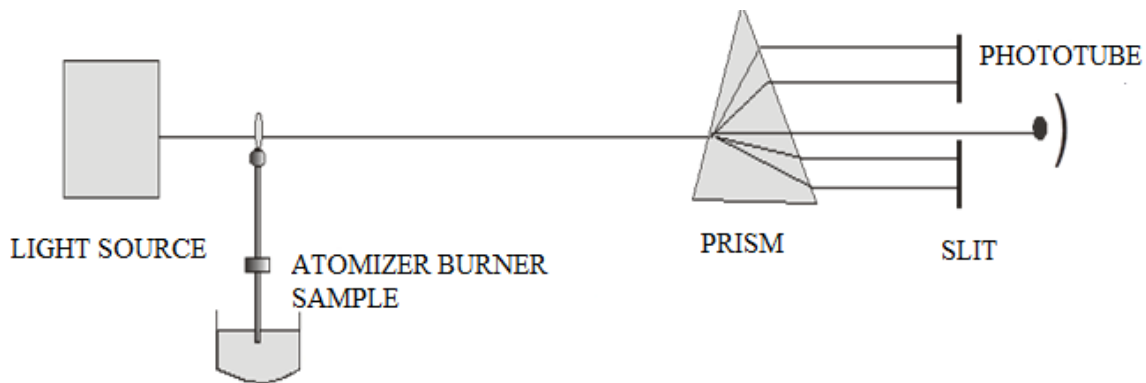 PHOTOTUBE
LIGHT SOURCE
ATOMIZER BURNER
SAMPLE
PRISM
SLIT